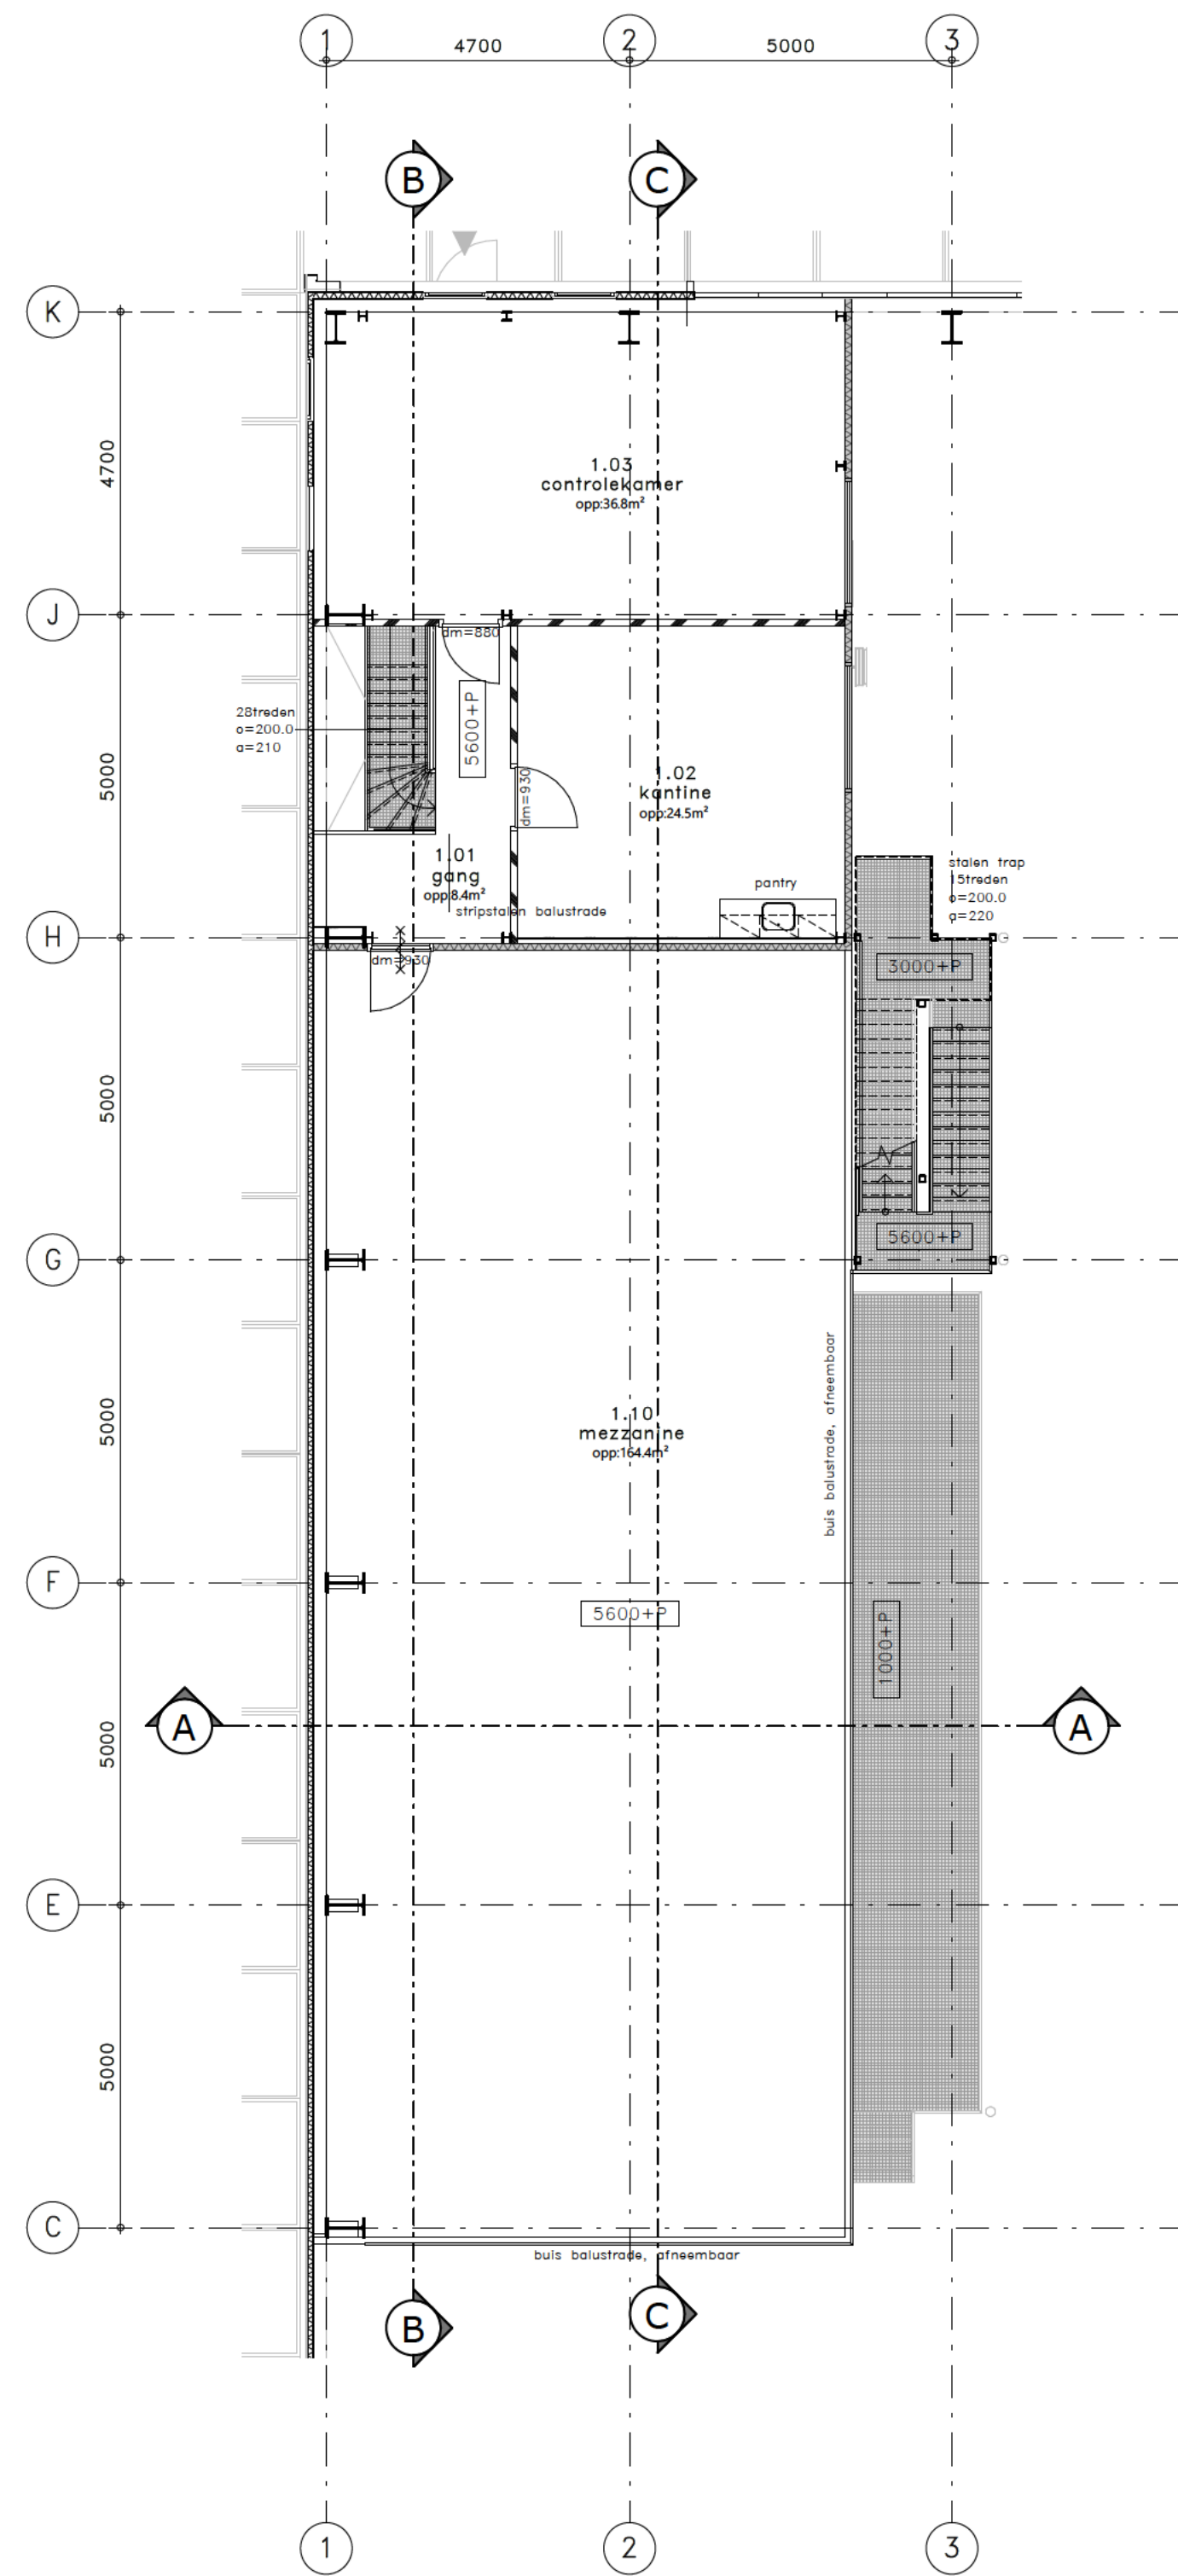 1
4700
2
5000
3
B
C
K
4700
1.03
controlekamer
opp:36.8m²
J
dm=880
28treden
o=200.0
a=210
5600+P
5000
dm=930
1.02
kantine
opp:24.5m²
1.01
gang
opp:8.4m²
stripstalen balustrade
pantry
stalen trap
15treden
o=200.0
a=220
H
dm=930
3000+P
5000
G
5600+P
buis balustrade, afneembaar
5000
1.10
mezzanine
opp:164.4m²
F
5600+P
1000+P
A
A
5000
E
5000
C
buis balustrade, afneembaar
B
C
1
2
3